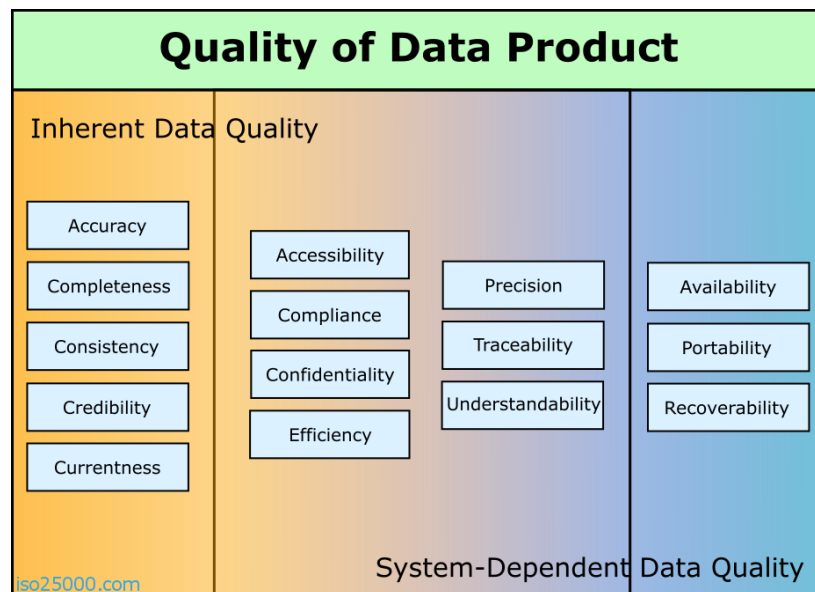 Quality of Data Product
Inherent Data Quality
Accuracy
Completeness
Consistency
Credibility
Currentness
Accessibility
Compliance
Confidentiality
Efficiency
Precision
Traceability
Understandability
Availability
Portability
Recoverability
System-Dependent Data Quality
iso25000.com